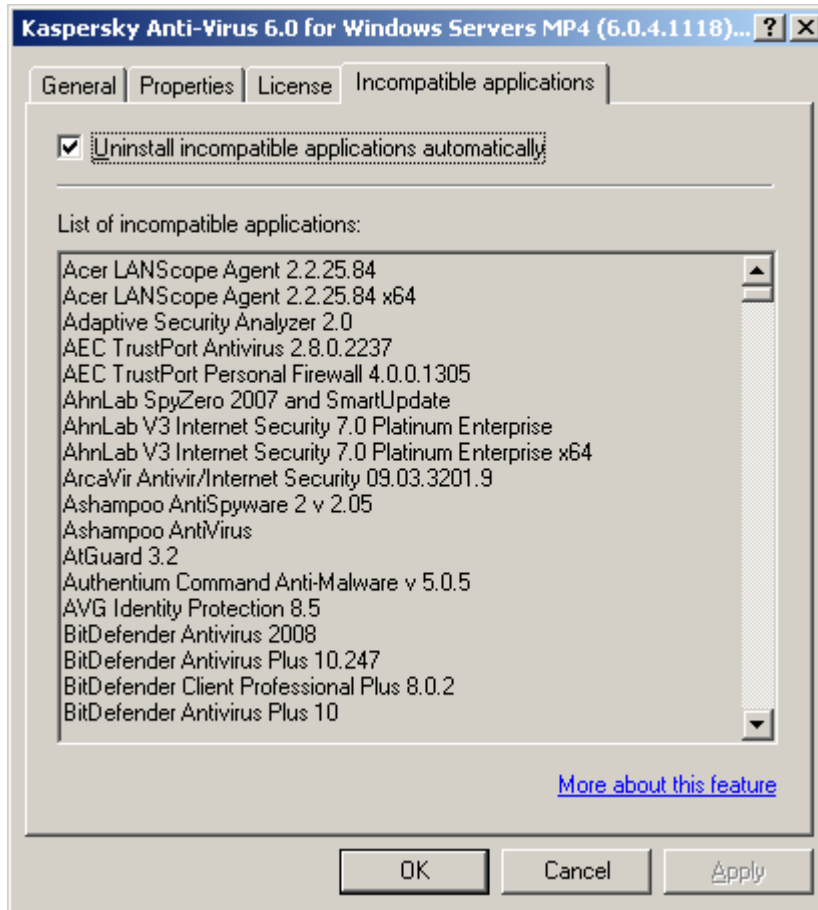 Kaspersky Anti-Virus 6.0 for Windows Servers MP4 (6.0.4.1118)...
General Properties License Incompatible applications
Uninstall incompatible applications automatically
List of incompatible applications:
Acer LANScope Agent 2.2.25.84
Acer LANScope Agent 2.2.25.84 x64
Adaptive Security Analyzer 2.0
AEC TrustPort Antivirus 2.8.0.2237
AEC TrustPort Personal Firewall 4.0.0.1305
AhnLab SpyZero 2007 and SmartUpdate
AhnLab V3 Internet Security 7.0 Platinum Enterprise
AhnLab V3 Internet Security 7.0 Platinum Enterprise x64
ArcaVir Antivir/Internet Security 09.03.3201.9
Ashampoo AntiSpyware 2 v 2.05
Ashampoo AntiVirus
AtGuard 3.2
Authentium Command Anti-Malware v 5.0.5
AVG Identity Protection 8.5
BitDefender Antivirus 2008
BitDefender Antivirus Plus 10.247
BitDefender Client Professional Plus 8.0.2
BitDefender Antivirus Plus 10
More about this feature
OK Cancel Apply